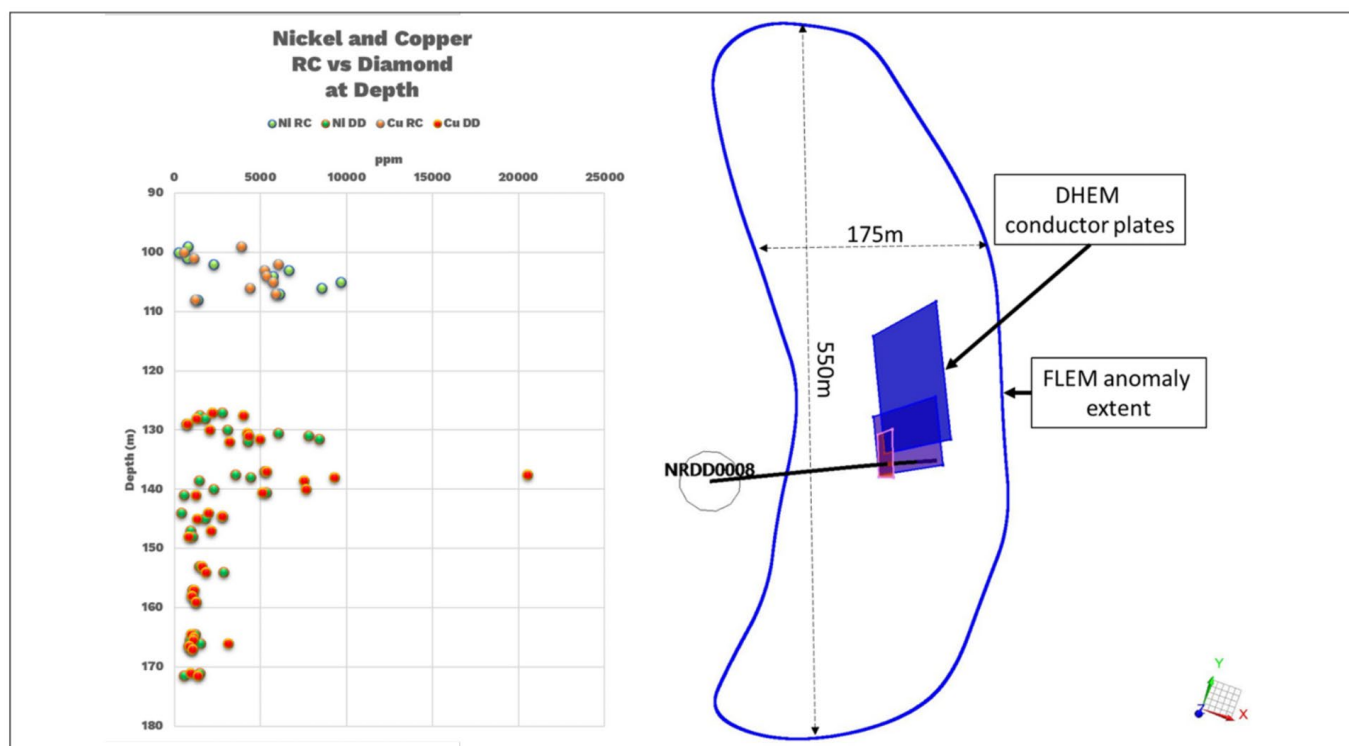 Nickel and Copper
RC vs Diamond
at Depth
Ni RC Ni DD Cu RC Cu DD
ppm
0 5000 10000 15000 20000 25000
Depth (m)
90
100
110
120
130
140
150
160
170
180
175m
550m
DHEM
conductor plates
FLEM anomaly
extent
NRDD0008
Y
Z
X